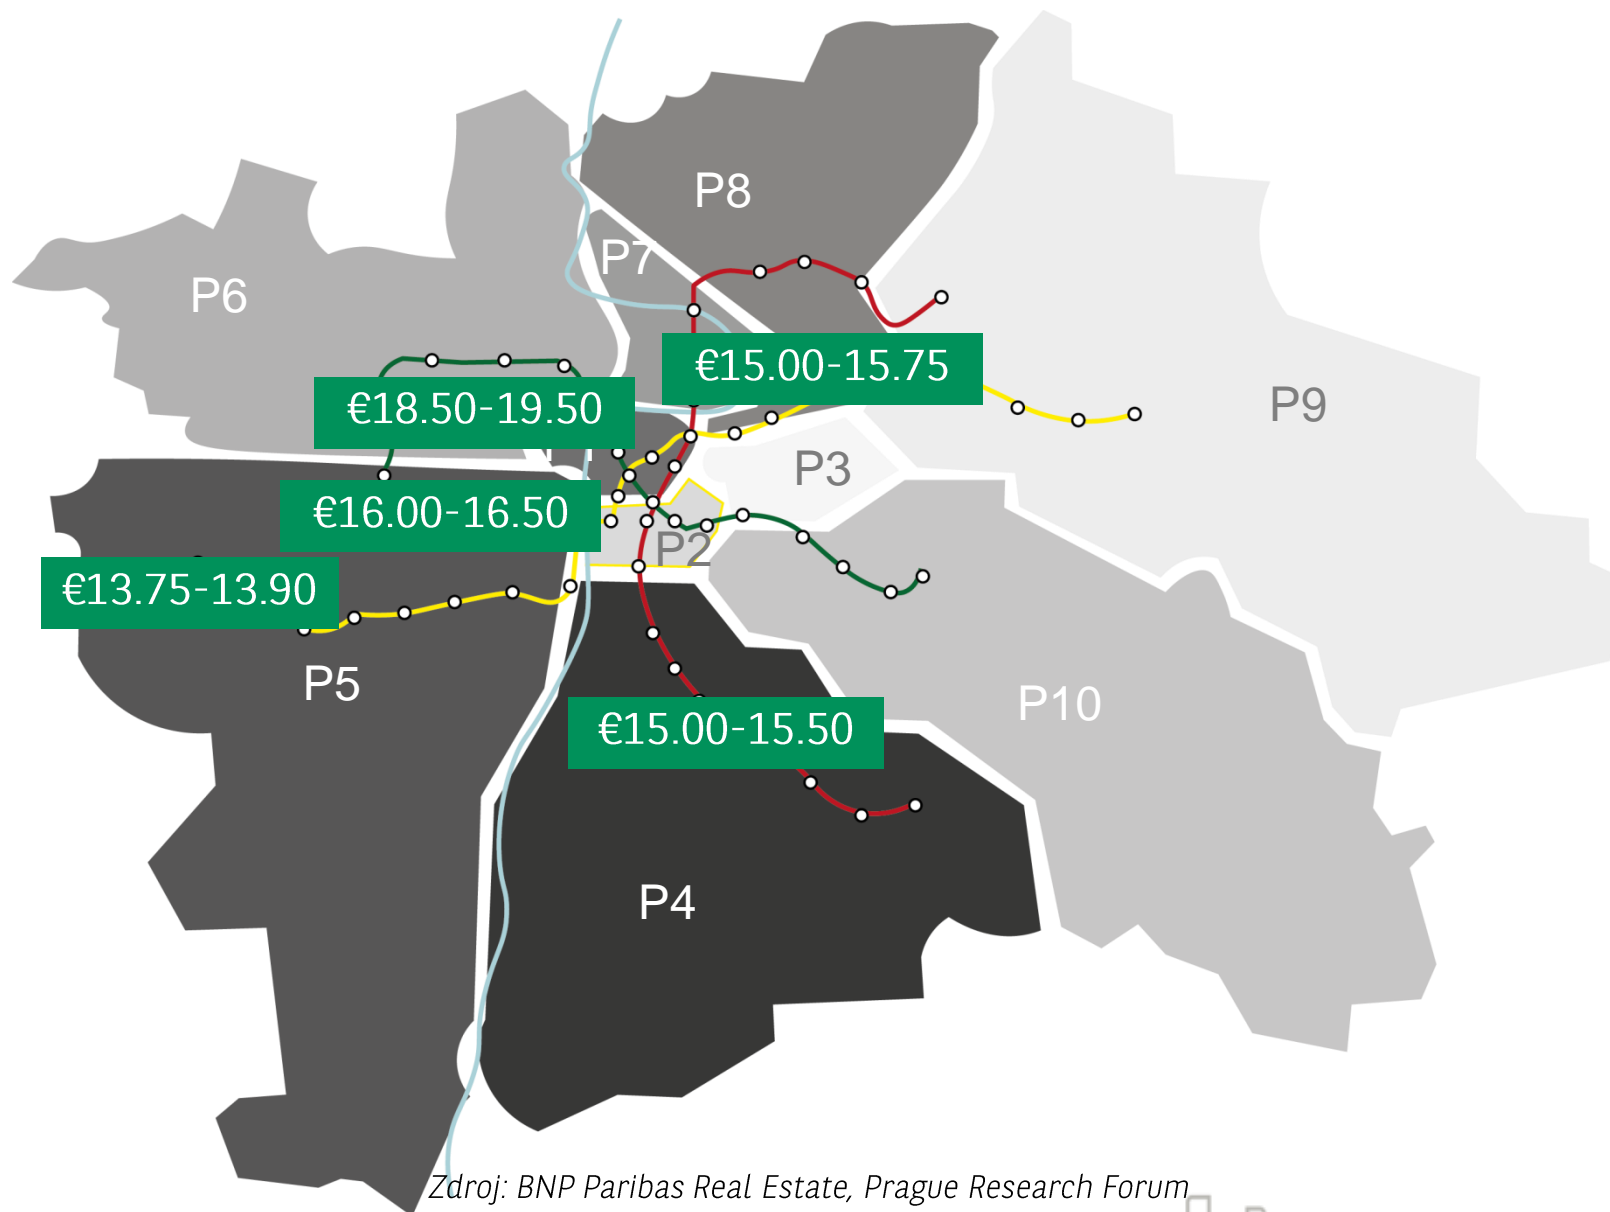 P8
P7
P6
€15.00-15.75
€18.50-19.50
P9
P3
€16.00-16.50
P2
€13.75-13.90
P5
P10
€15.00-15.50
P4
Zdroj: BNP Paribas Real Estate, Prague Research Forum